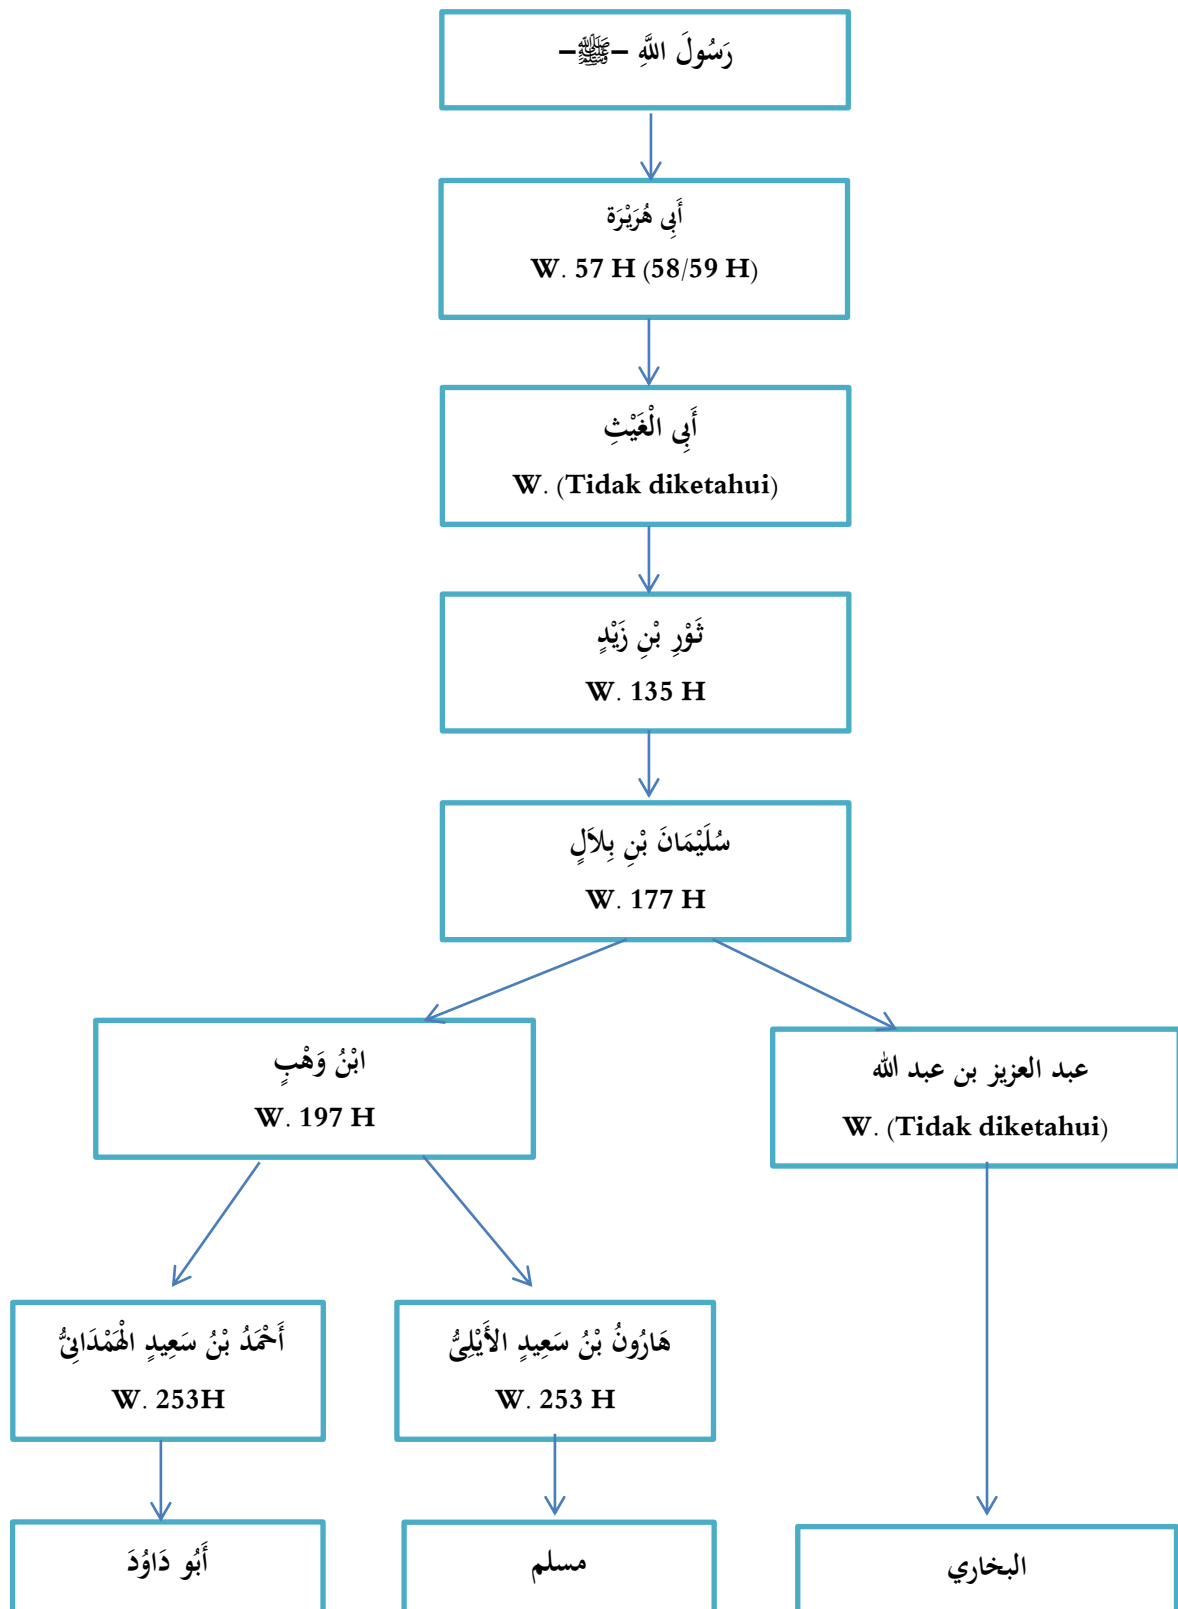 رَسُولَ اللَّهِ –ﷺ–
أَبِى هُرَيْرَة
W. 57 H (58/59 H)
أَبِى الْغَيْثِ
W. (Tidak diketahui)
ثَوْرِ بْنِ زَيْدٍ
W. 135 H
سُلَيْمَانَ بْنِ بِلاَلٍ
W. 177 H
ابْنُ وَهْبٍ
W. 197 H
عبد العزيز بن عبد الله
W. (Tidak diketahui)
أَحْمَدُ بْنُ سَعِيدٍ الْهَمْدَانِىُّ
W. 253H
هَارُونُ بْنُ سَعِيدٍ الأَيْلِىُّ
W. 253 H
أَبُو دَاوُدَ
مسلم
البخاري